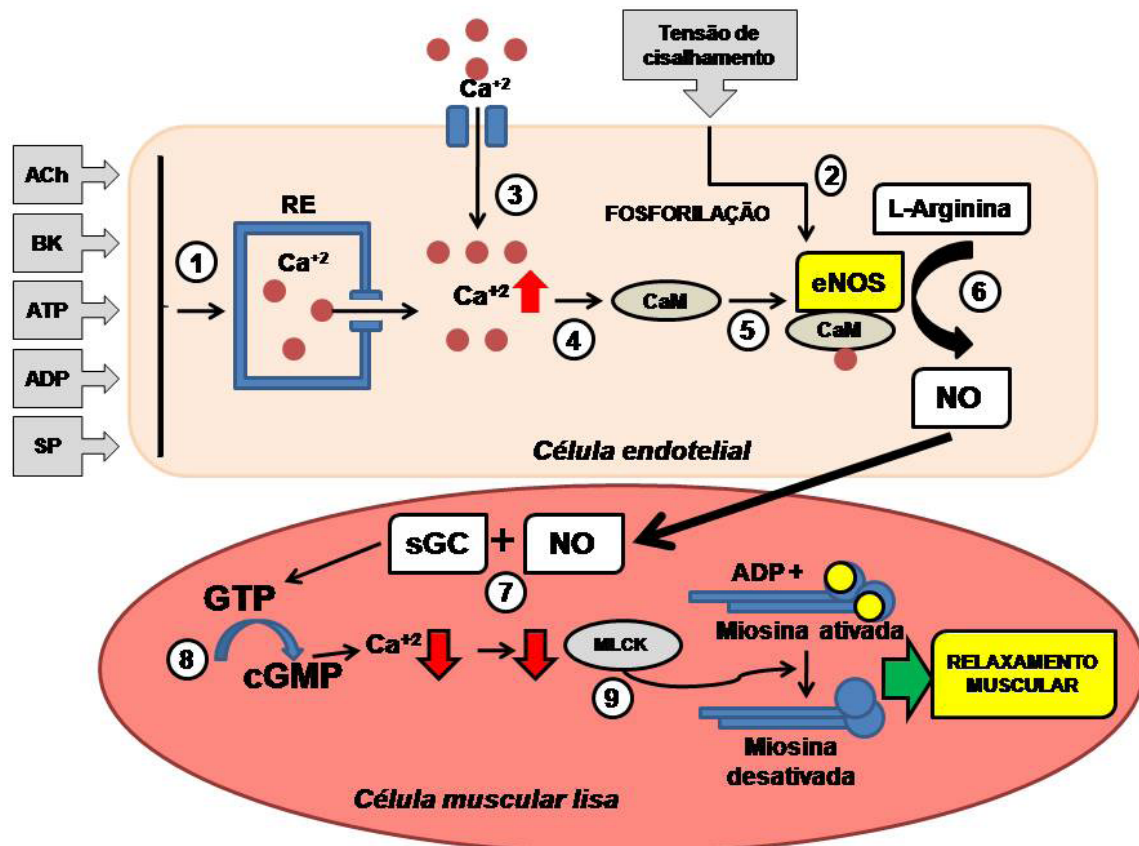 Tensão de
cisalhamento
Ca+2
ACh
BK
ATP
ADP
SP
1
RE
Ca+2
3
Ca+2
4
CaM
FOSFORILAÇÃO
2
5
eNOS
CaM
L-Arginina
6
NO
Célula endotelial
sGC + NO
7
GTP
8
cGMP
Ca+2
MLCK
9
ADP +
Miosina ativada
Miosina
desativada
RELAXAMENTO
MUSCULAR
Célula muscular lisa